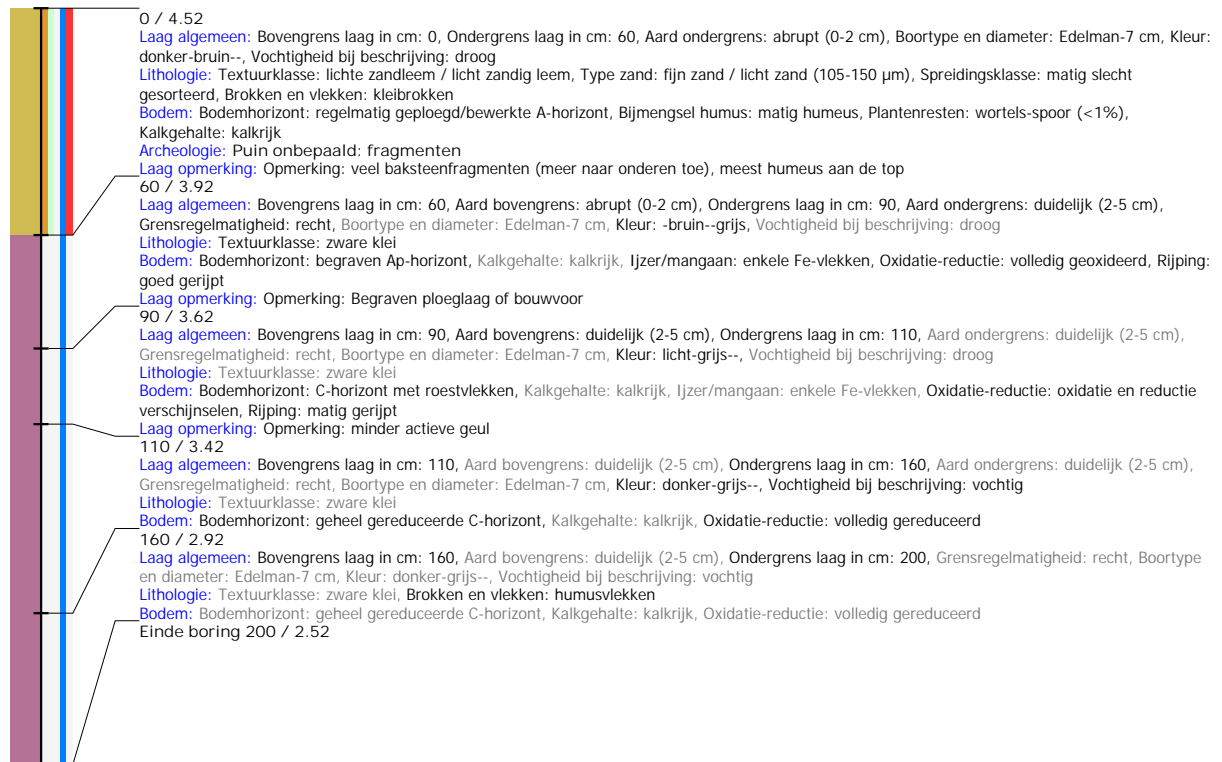 0 / 4.52
Laag algemeen: Bovengrens laag in cm: 0, Ondergrens laag in cm: 60, Aard ondergrens: abrupt (0-2 cm), Boortype en diameter: Edelman-7 cm, Kleur:
donker-bruin--, Vochtigheid bij beschrijving: droog
Lithologie: Textuurklasse: lichte zandleem / licht zandig leem, Type zand: fijn zand / licht zand (105-150 µm), Spreidingsklasse: matig slecht
gesorteerd, Brokken en vlekken: kleibrokken
Bodem: Bodemhorizont: regelmatig geploegd/bewerkte A-horizont, Bijmengsel humus: matig humeus, Plantenresten: wortels-spoor (<1%),
Kalkgehalte: kalkrijk
Archeologie: Puin onbepaald: fragmenten
Laag opmerking: Opmerking: veel baksteenfragmenten (meer naar onderen toe), meest humeus aan de top
60 / 3.92
Laag algemeen: Bovengrens laag in cm: 60, Aard bovengrens: abrupt (0-2 cm), Ondergrens laag in cm: 90, Aard ondergrens: duidelijk (2-5 cm),
Grensregelmatigheid: recht, Boortype en diameter: Edelman-7 cm, Kleur: -bruin--grijs, Vochtigheid bij beschrijving: droog
Lithologie: Textuurklasse: zware klei
Bodem: Bodemhorizont: begraven Ap-horizont, Kalkgehalte: kalkrijk, Ijzer/mangaan: enkele Fe-vlekken, Oxidatie-reductie: volledig geoxideerd, Rijping:
goed gerijpt
Laag opmerking: Opmerking: Begraven ploeglaag of bouwvoor
90 / 3.62
Laag algemeen: Bovengrens laag in cm: 90, Aard bovengrens: duidelijk (2-5 cm), Ondergrens laag in cm: 110, Aard ondergrens: duidelijk (2-5 cm),
Grensregelmatigheid: recht, Boortype en diameter: Edelman-7 cm, Kleur: licht-grijs--, Vochtigheid bij beschrijving: droog
Lithologie: Textuurklasse: zware klei
Bodem: Bodemhorizont: C-horizont met roestvlekken, Kalkgehalte: kalkrijk, Ijzer/mangaan: enkele Fe-vlekken, Oxidatie-reductie: oxidatie en reductie
verschijnselen, Rijping: matig gerijpt
Laag opmerking: Opmerking: minder actieve geul
110 / 3.42
Laag algemeen: Bovengrens laag in cm: 110, Aard bovengrens: duidelijk (2-5 cm), Ondergrens laag in cm: 160, Aard ondergrens: duidelijk (2-5 cm),
Grensregelmatigheid: recht, Boortype en diameter: Edelman-7 cm, Kleur: donker-grijs--, Vochtigheid bij beschrijving: vochtig
Lithologie: Textuurklasse: zware klei
Bodem: Bodemhorizont: geheel gereduceerde C-horizont, Kalkgehalte: kalkrijk, Oxidatie-reductie: volledig gereduceerd
160 / 2.92
Laag algemeen: Bovengrens laag in cm: 160, Aard bovengrens: duidelijk (2-5 cm), Ondergrens laag in cm: 200, Grensregelmatigheid: recht, Boortype
en diameter: Edelman-7 cm, Kleur: donker-grijs--, Vochtigheid bij beschrijving: vochtig
Lithologie: Textuurklasse: zware klei, Brokken en vlekken: humusvlekken
Bodem: Bodemhorizont: geheel gereduceerde C-horizont, Kalkgehalte: kalkrijk, Oxidatie-reductie: volledig gereduceerd
Einde boring 200 / 2.52